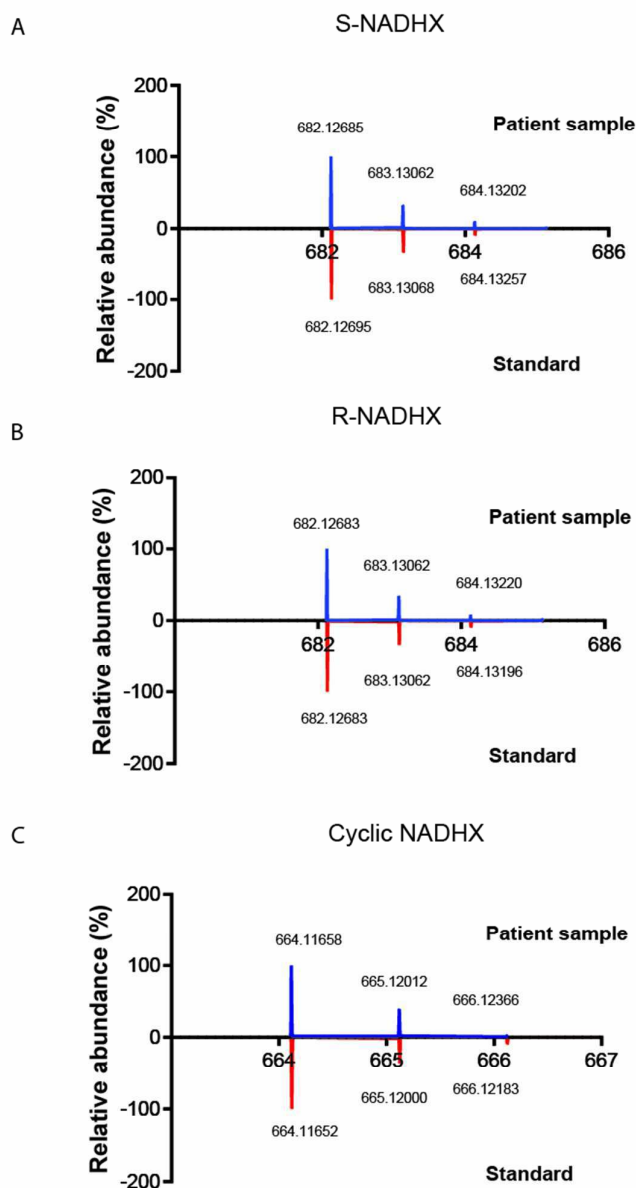 A
S-NADHX
Relative abundance (%)
200
100
0
-100
-200
682
684
686
682.12685
683.13062
684.13202
Patient sample
682.12695
683.13068
684.13257
Standard
B
R-NADHX
Relative abundance (%)
200
100
0
-100
-200
682
684
686
682.12683
683.13062
684.13220
Patient sample
682.12683
683.13062
684.13196
Standard
C
Cyclic NADHX
Relative abundance (%)
200
100
0
-100
-200
664
665
666
667
664.11658
665.12012
666.12366
Patient sample
664.11652
665.12000
666.12183
Standard